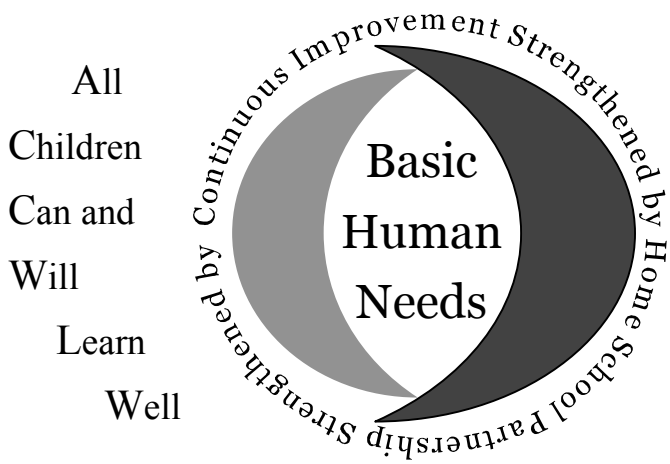 All
Children
Can and
Will
Learn
Well
Continuous Improvement Strengthened by Home School Partnership Strengthened by
Basic
Human
Needs